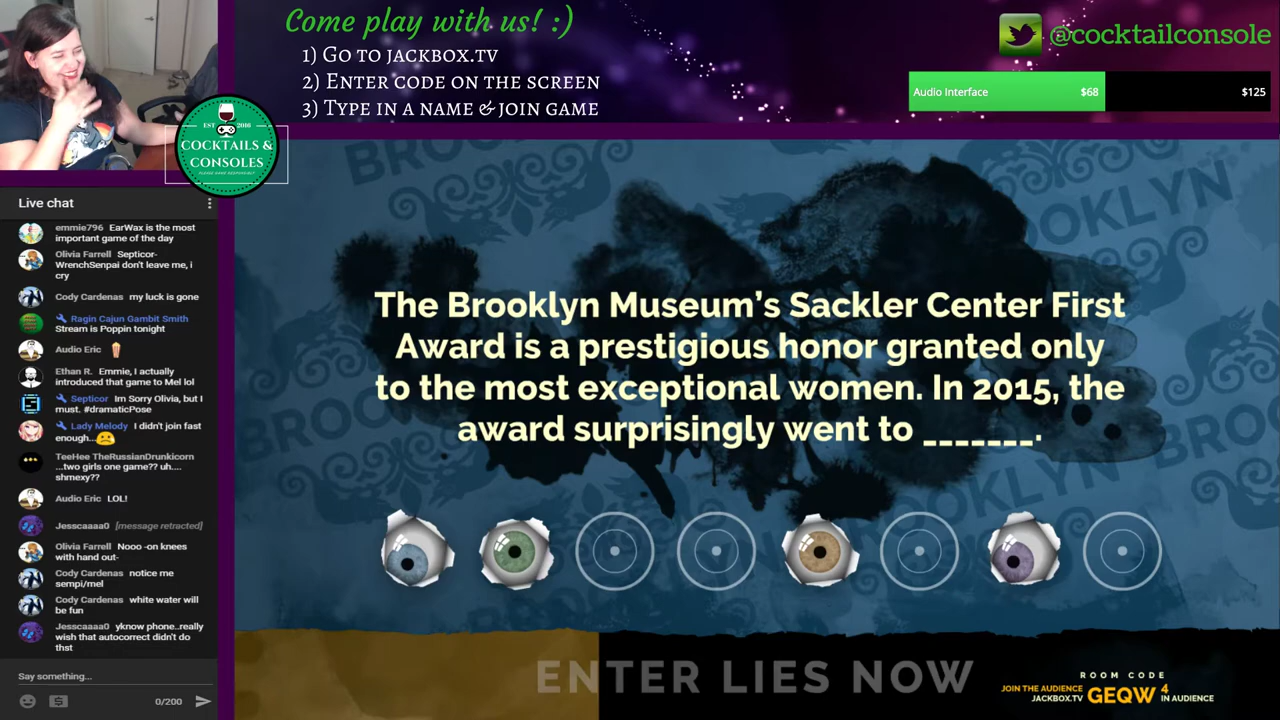 Come play with us! :)
1) Go to jackbox.tv
2) Enter code on the screen
3) Type in a name & join game
@cocktailconsole
Audio Interface $68 $125
EST 2016
COCKTAILS &
CONSOLES
PLEASE GAME RESPONSIBLY
Live chat
emmie796 EarWax is the most
important game of the day
Olivia Farrell Septicor-
WrenchSenpai don't leave me, i
cry
Cody Cardenas my luck is gone
Ragin Cajun Gambit Smith
Stream is Poppin tonight
Audio Eric
Ethan R. Emmie, I actually
introduced that game to Mel lol
Septicor Im Sorry Olivia, but I
must. #dramaticPose
Lady Melody I didn't join fast
enough...
TeeHee TheRussianDrunkicorn
...two girls one game?? uh....
shmexy??
Audio Eric LOL!
Jesscaaaa0 [message retracted]
Olivia Farrell Nooo -on knees
with hand out-
Cody Cardenas notice me
sempi/mel
Cody Cardenas white water will
be fun
Jesscaaaa0 yknow phone..really
wish that autocorrect didn't do
thst
Say something...
0/200
BROOKLYN
The Brooklyn Museum's Sackler Center First
Award is a prestigious honor granted only
to the most exceptional women. In 2015, the
award surprisingly went to _______.
ENTER LIES NOW
ROOM CODE
JOIN THE AUDIENCE
JACKBOX.TV
GEQW
4
IN AUDIENCE